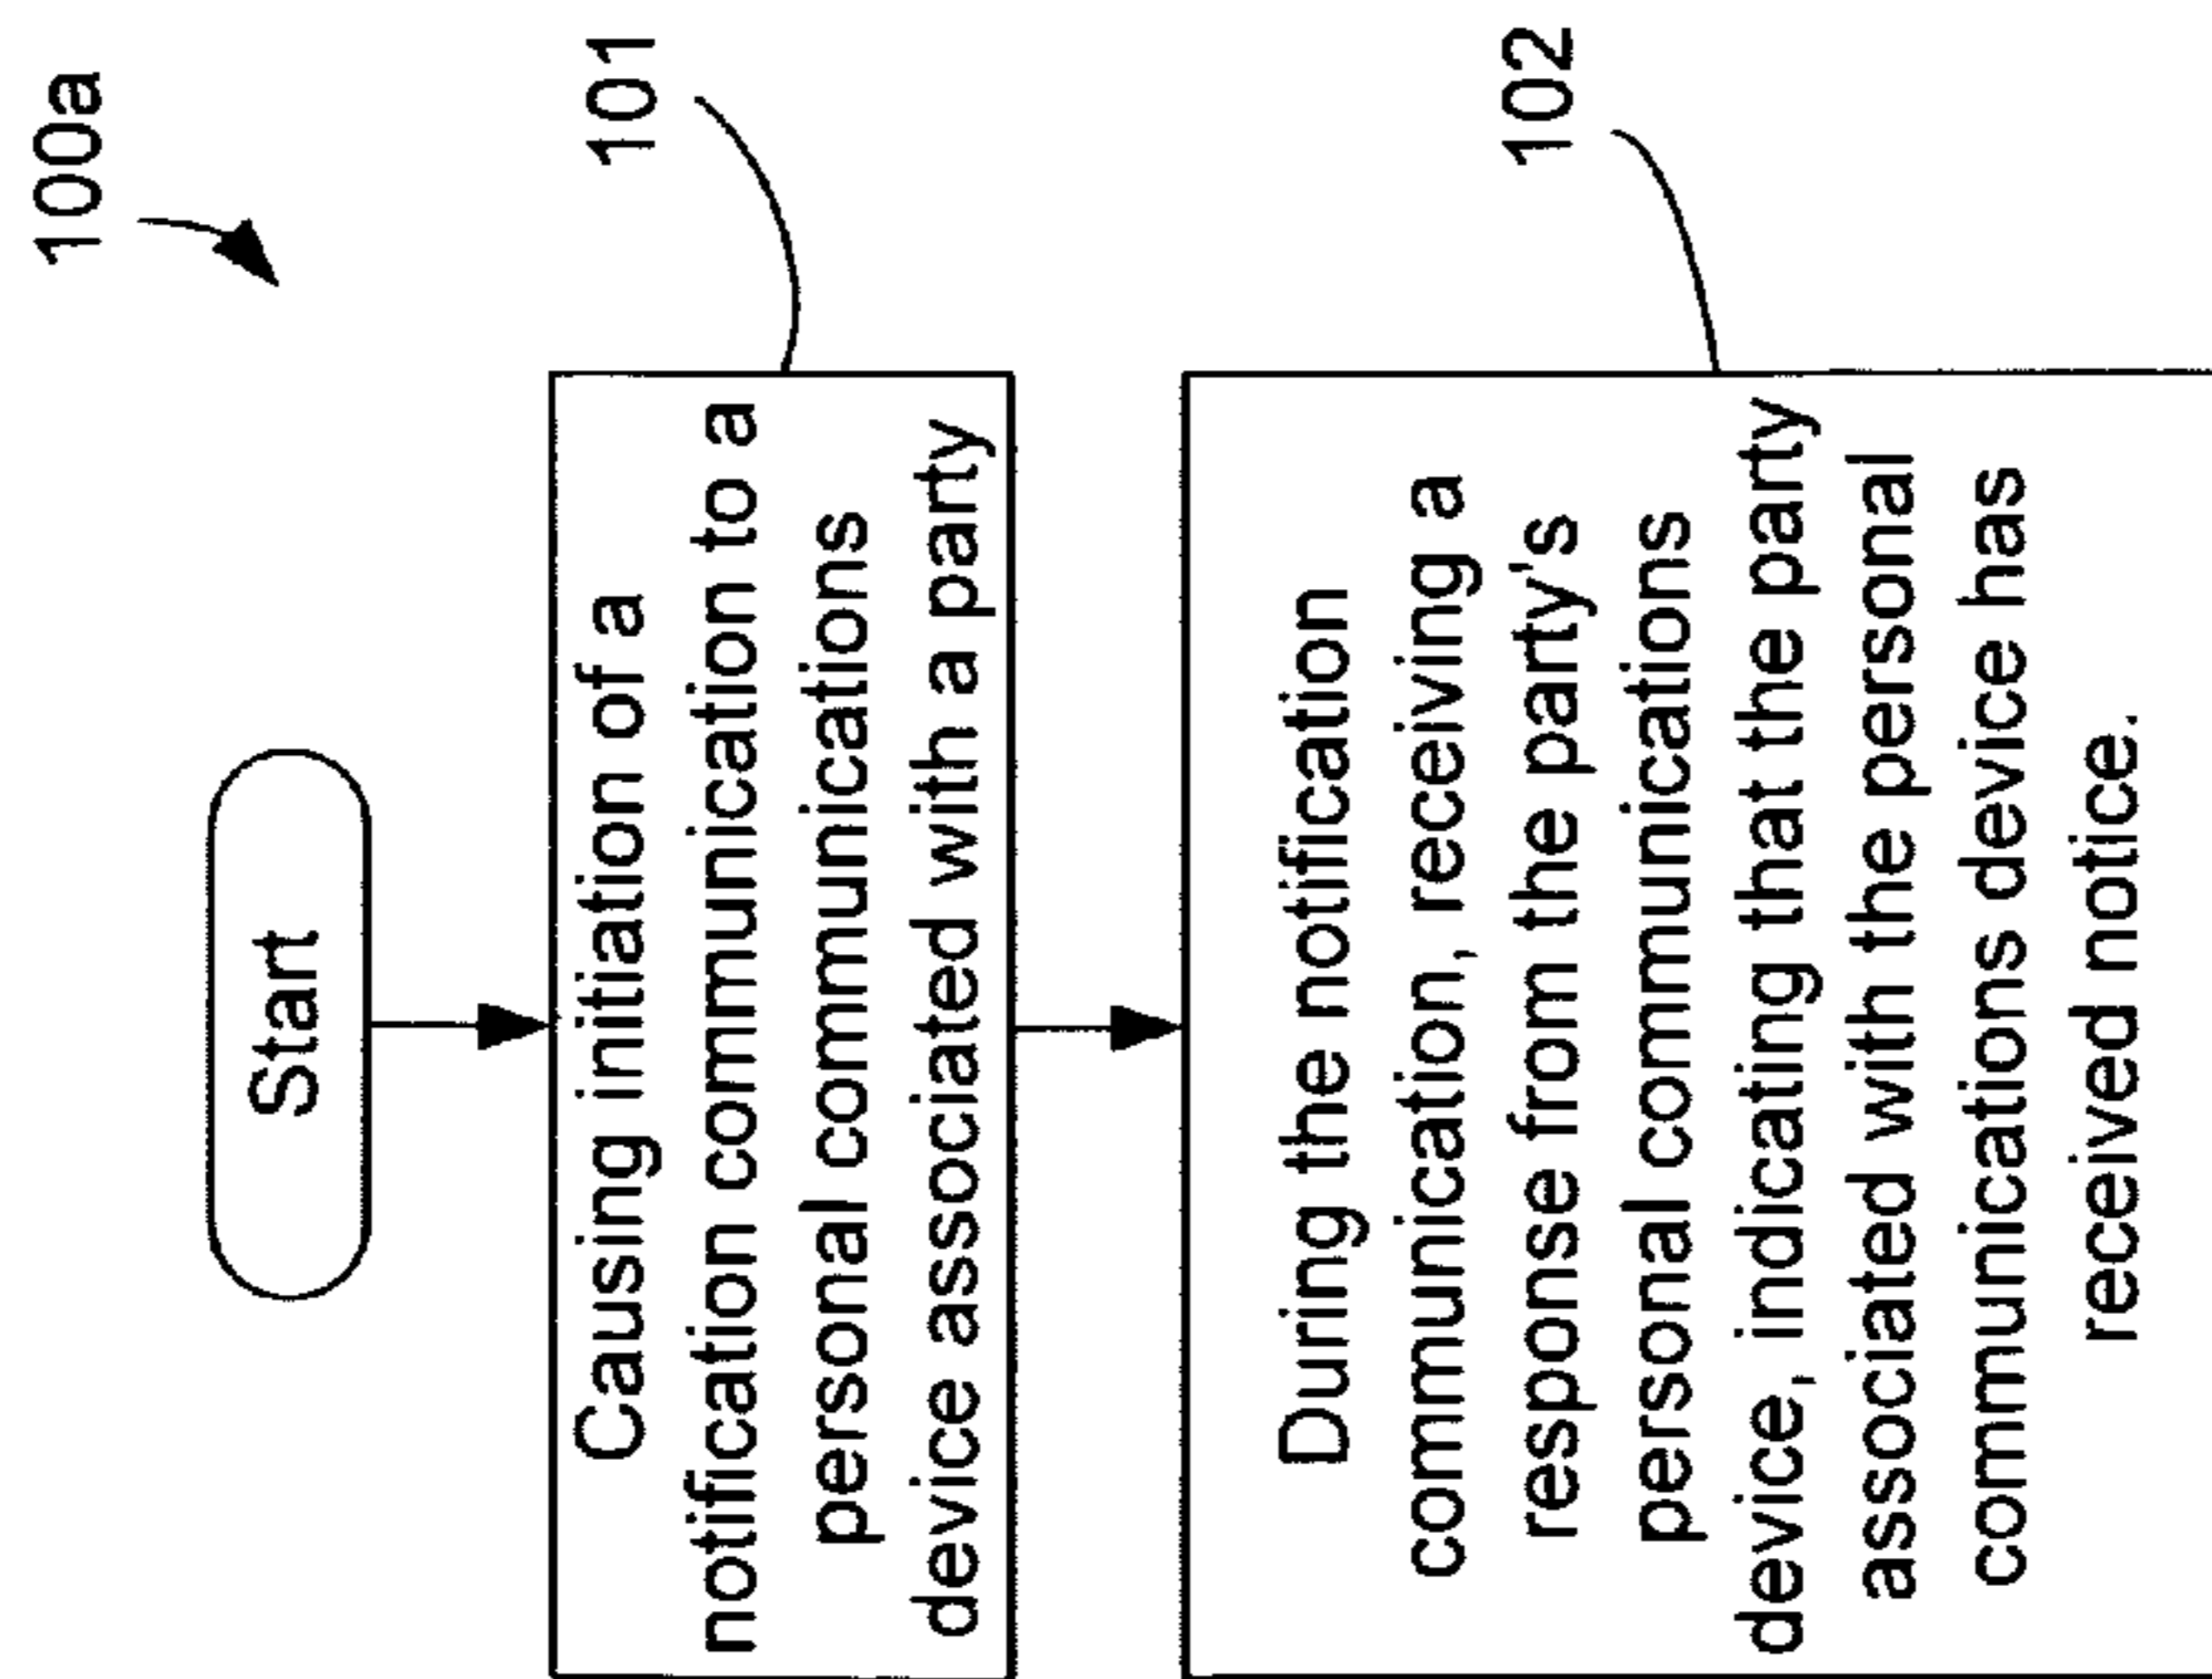 100a
Start
101
Causing initiation of a
notification communication to a
personal communications
device associated with a party
102
During the notification
communication, receiving a
response from the party's
personal communications
device, indicating that the party
associated with the personal
communications device has
received notice.